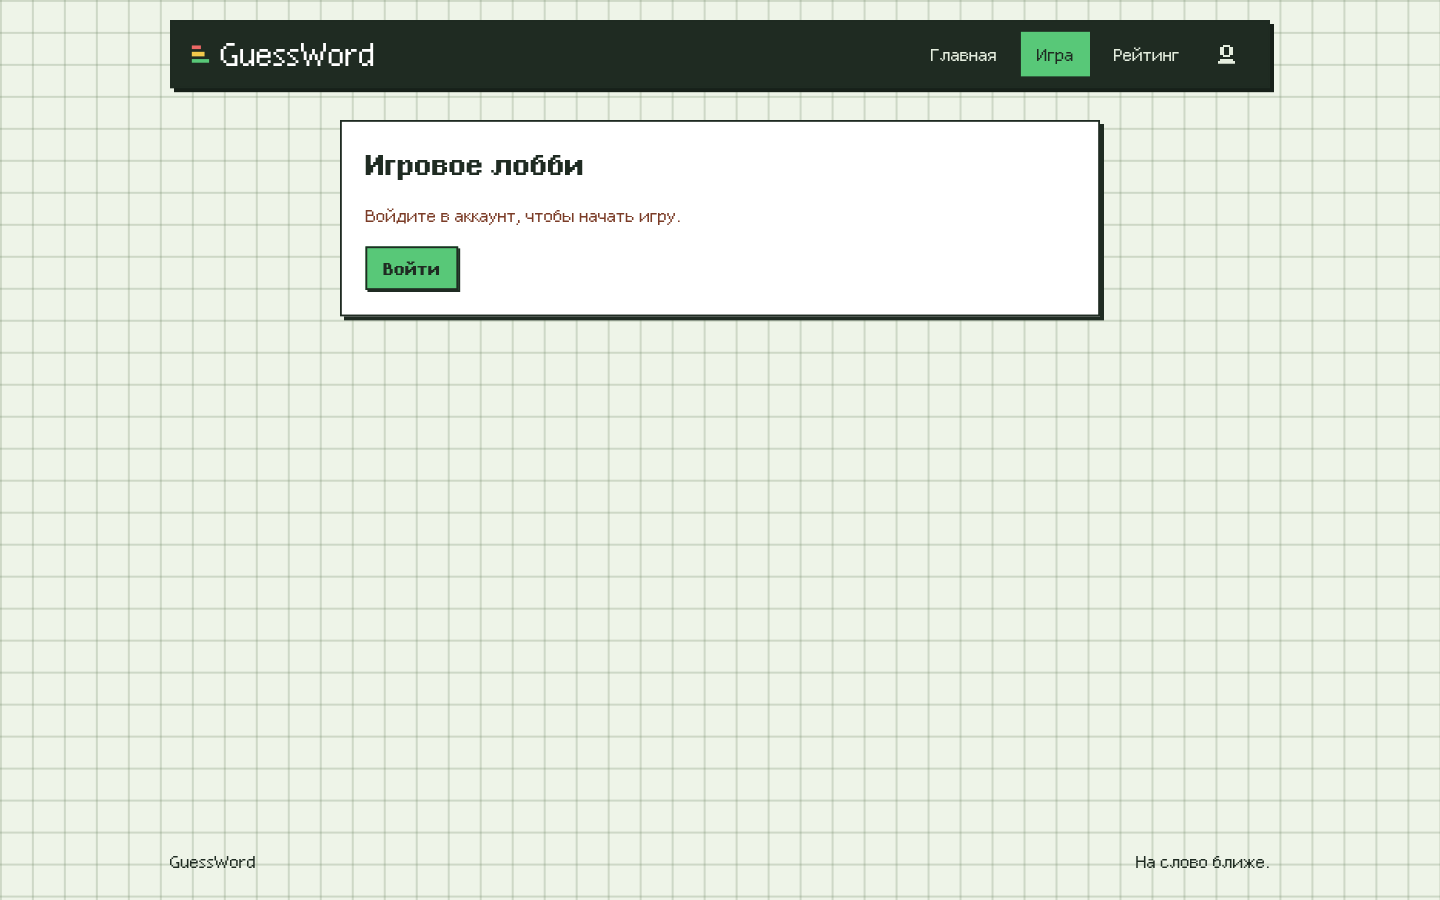 GuessWord
Главная
Игра
Рейтинг
Игровое лобби
Войдите в аккаунт, чтобы начать игру.
Войти
GuessWord
На слово ближе.